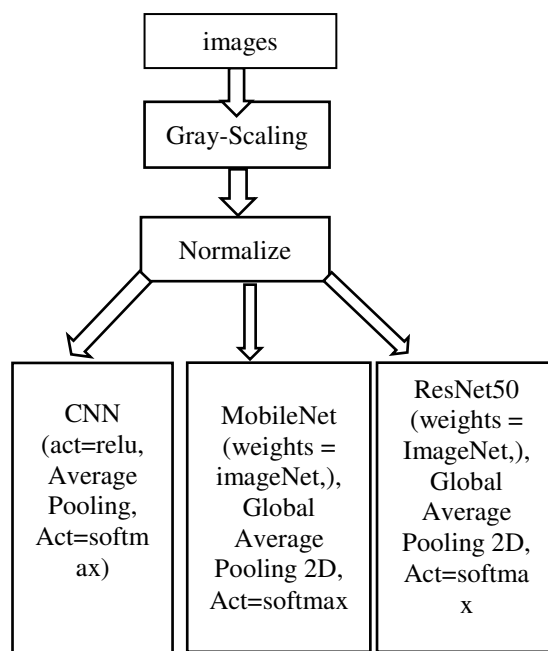 images
Gray-Scaling
Normalize
CNN
(act=relu,
Average
Pooling,
Act=softm
ax)
MobileNet
(weights =
imageNet,),
Global
Average
Pooling 2D,
Act=softmax
ResNet50
(weights =
ImageNet,),
Global
Average
Pooling 2D,
Act=softma
x